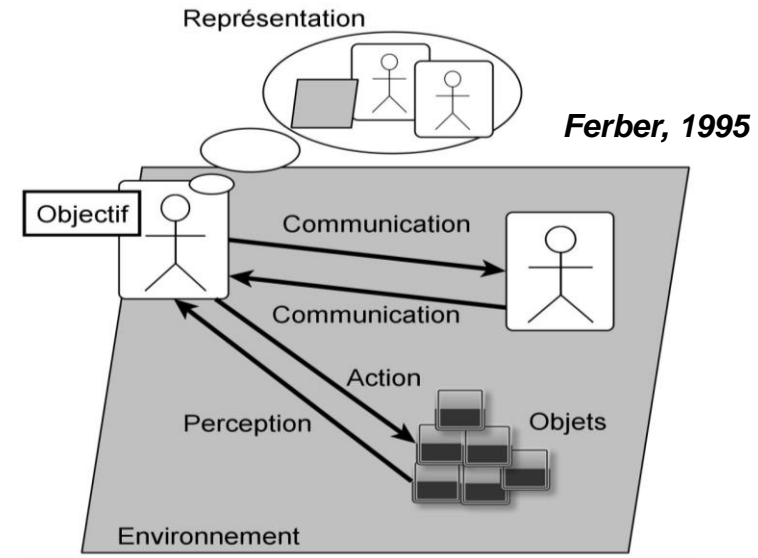 Représentation
Ferber, 1995
Objectif
Communication
Communication
Action
Perception
Objets
Environnement